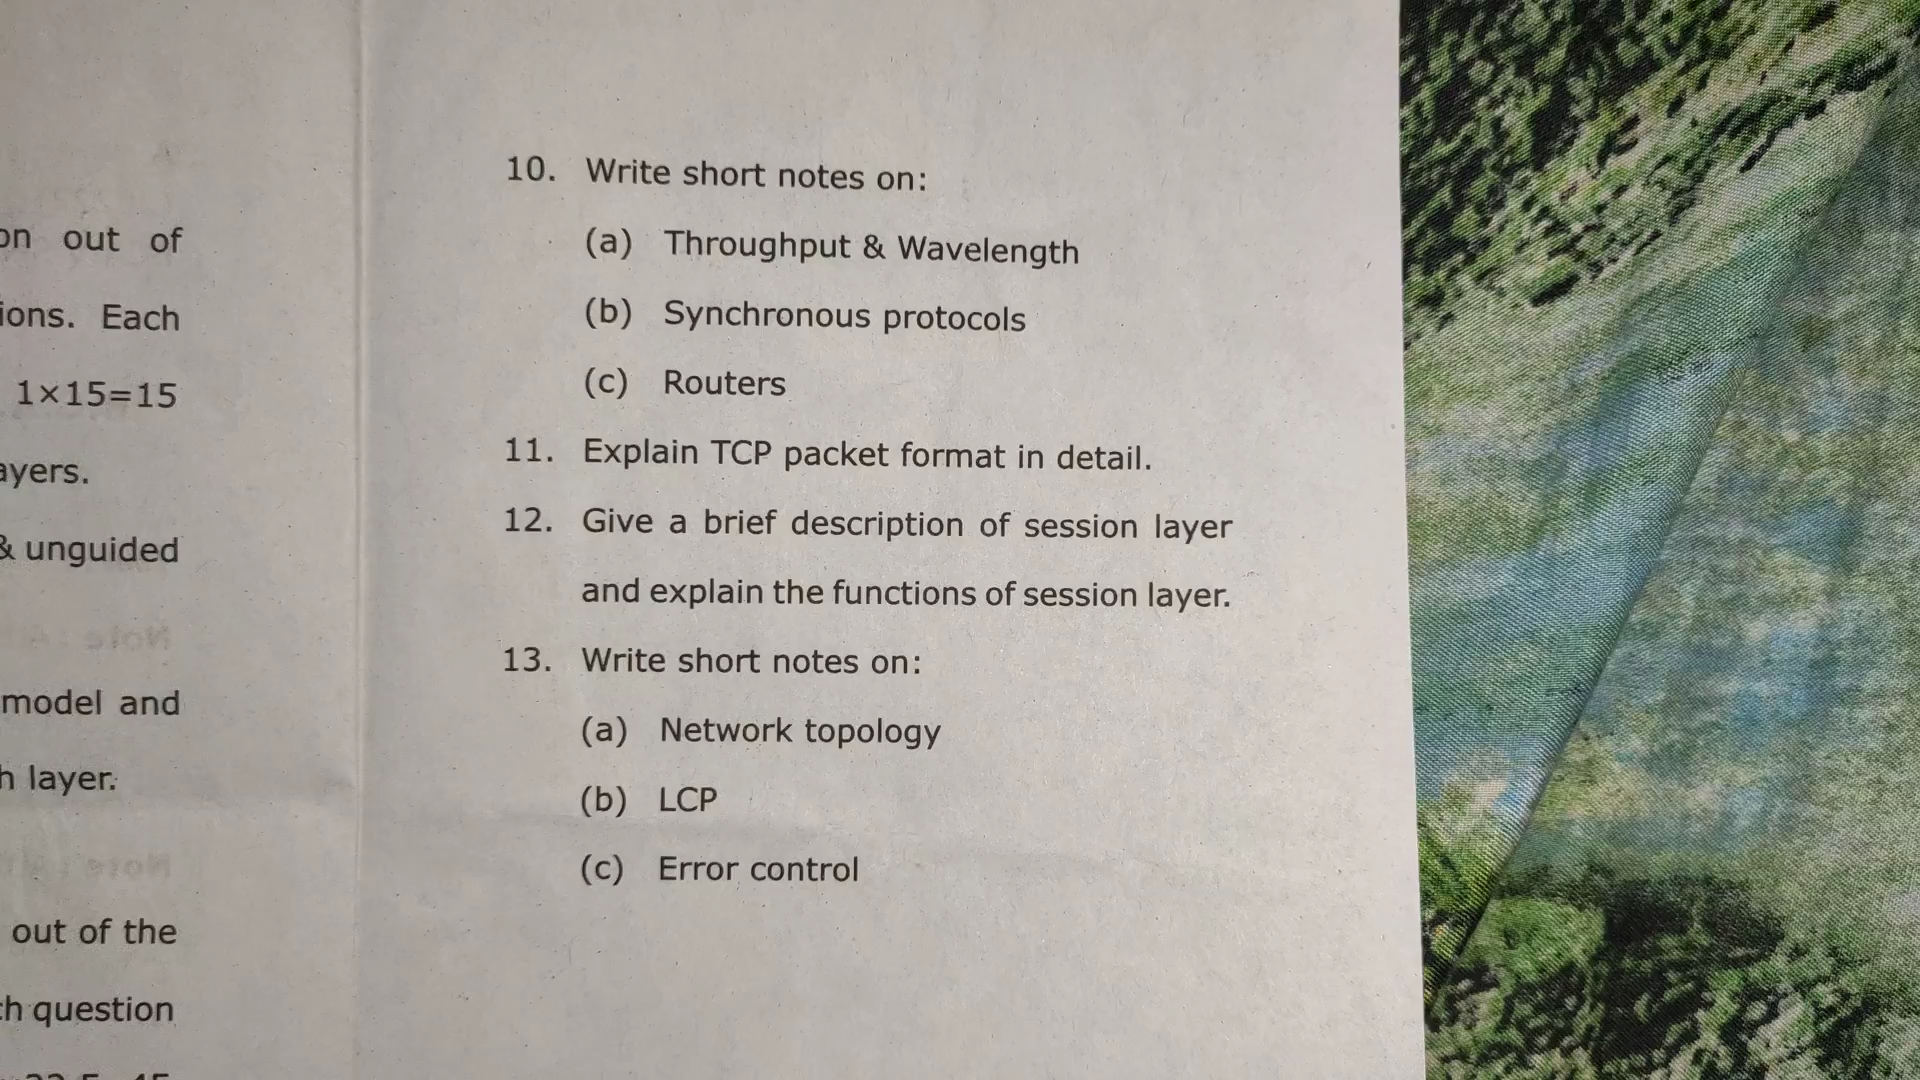 on out of
ions. Each
1×15=15
ayers.
& unguided
model and
h layer.
out of the
ch question
10. Write short notes on:
(a) Throughput & Wavelength
(b) Synchronous protocols
(c) Routers
11. Explain TCP packet format in detail.
12. Give a brief description of session layer
and explain the functions of session layer.
13. Write short notes on:
(a) Network topology
(b) LCP
(c) Error control